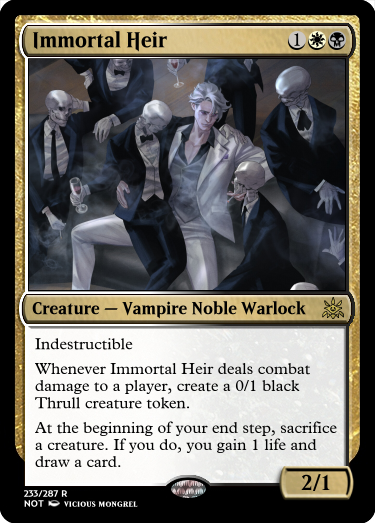 Immortal Heir 1
Creature — Vampire Noble Warlock
Indestructible
Whenever Immortal Heir deals combat
damage to a player, create a 0/1 black
Thrull creature token.
At the beginning of your end step, sacrifice
a creature. If you do, you gain 1 life and
draw a card.
2/1
233/287 R
NOT VICIOUS MONGREL